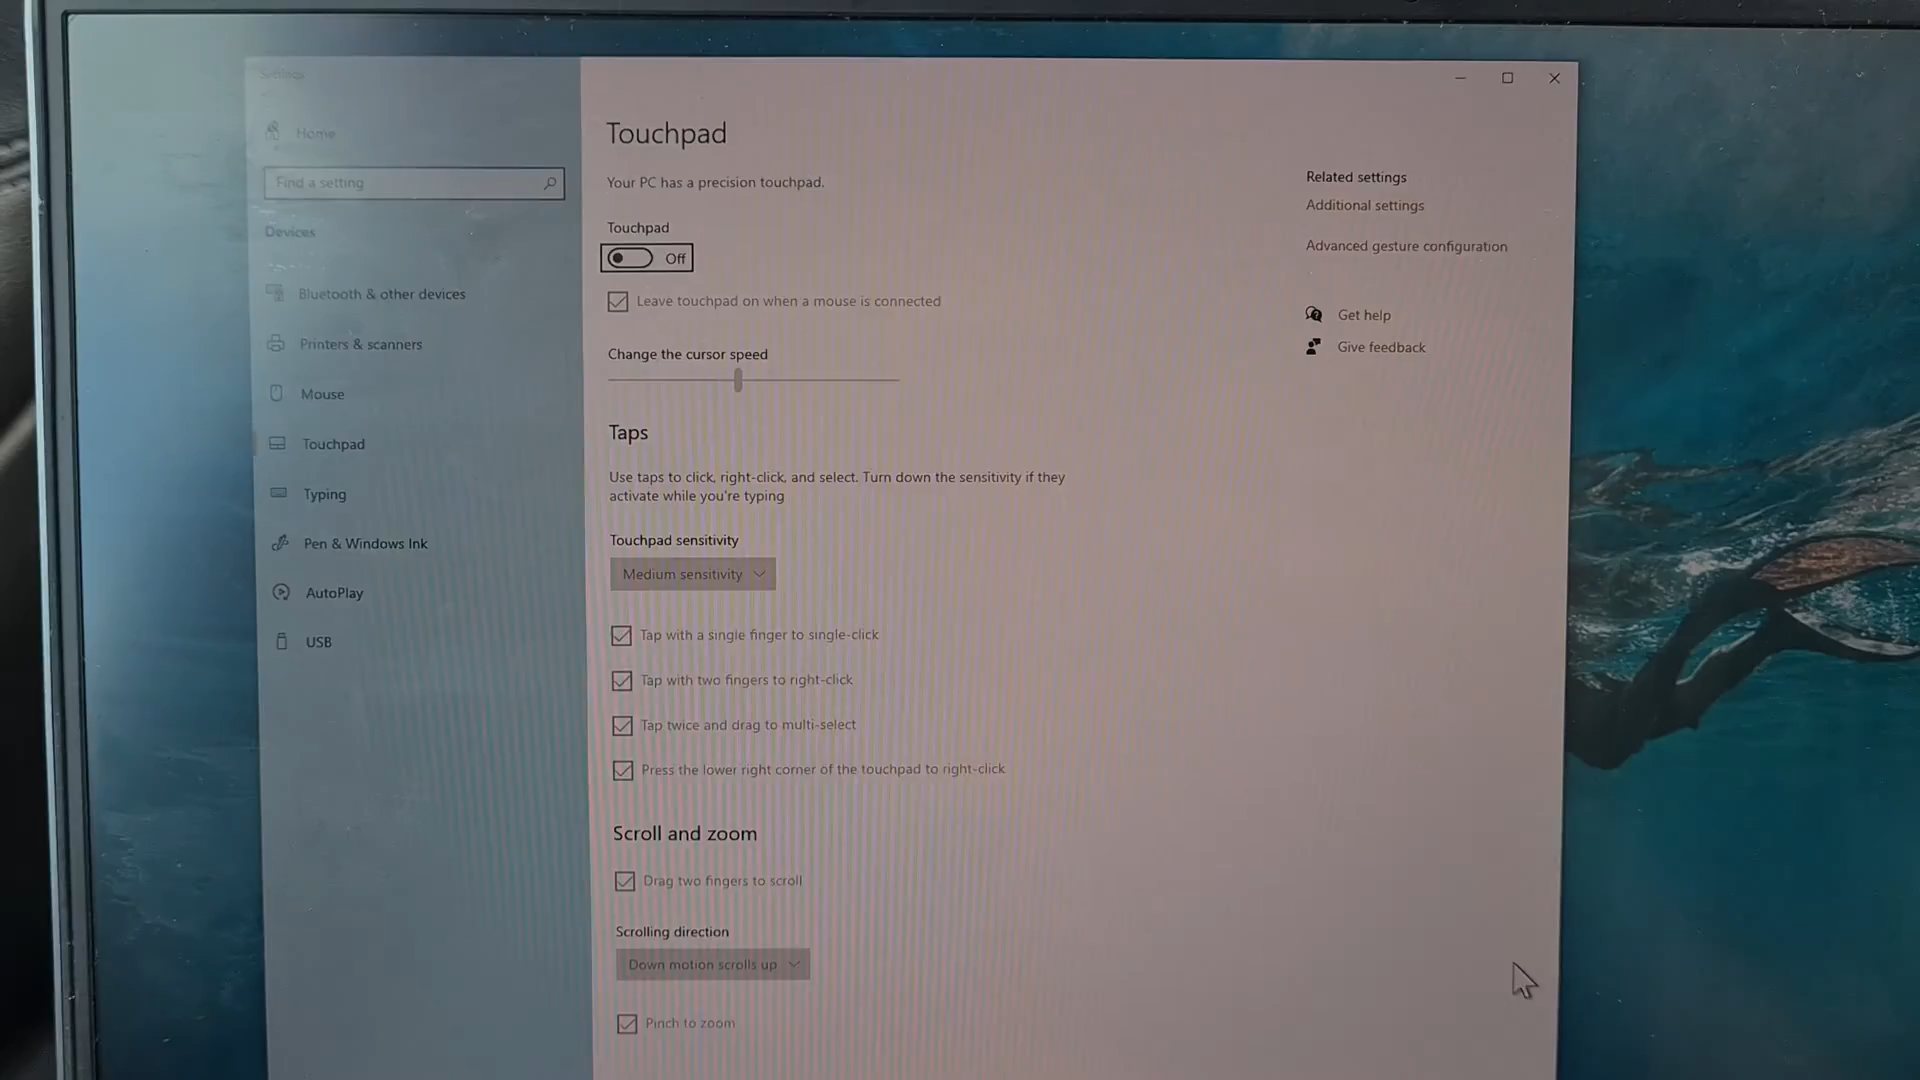 Settings
Home
Find a setting
Devices
Bluetooth & other devices
Printers & scanners
Mouse
Touchpad
Typing
Pen & Windows Ink
AutoPlay
USB
Touchpad
Your PC has a precision touchpad.
Touchpad
Off
Leave touchpad on when a mouse is connected
Change the cursor speed
Taps
Use taps to click, right-click, and select. Turn down the sensitivity if they
activate while you're typing
Touchpad sensitivity
Medium sensitivity
Tap with a single finger to single-click
Tap with two fingers to right-click
Tap twice and drag to multi-select
Press the lower right corner of the touchpad to right-click
Scroll and zoom
Drag two fingers to scroll
Scrolling direction
Down motion scrolls up
Pinch to zoom
Related settings
Additional settings
Advanced gesture configuration
Get help
Give feedback